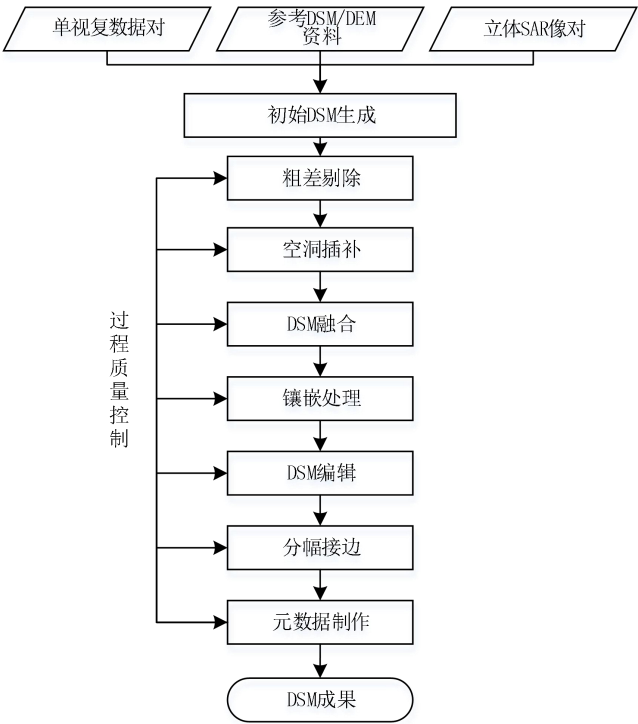 单视复数据对
参考DSM/DEM
资料
立体SAR像对
初始DSM生成
粗差剔除
空洞插补
DSM融合
镶嵌处理
DSM编辑
分幅接边
元数据制作
DSM成果
过程质量控制